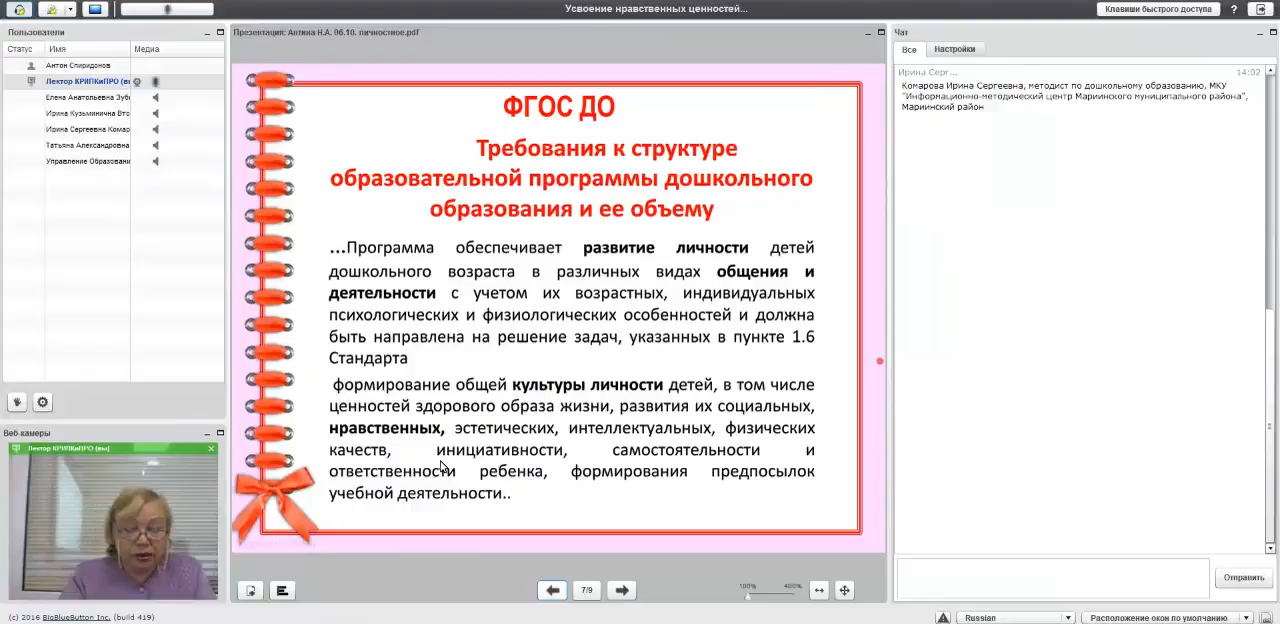 Усвоение нравственных ценностей...
Клавиши быстрого доступа
?
Пользователи
Статус Имя Медиа
Антон Спиридонов
Лектор КРИПКиПРО (вы
Елена Анатольевна Зуб
Ирина Кузьминична Вто
Ирина Сергеевна Комар
Татьяна Александровна
Управление Образовани
Веб-камеры
Лектор КРИПКиПРО (вы)
Презентация: Аптина Н.А. 06.10. личностное.pdf
ФГОС ДО
Требования к структуре
образовательной программы дошкольного
образования и ее объему
...Программа обеспечивает развитие личности детей
дошкольного возраста в различных видах общения и
деятельности с учетом их возрастных, индивидуальных
психологических и физиологических особенностей и должна
быть направлена на решение задач, указанных в пункте 1.6
Стандарта
формирование общей культуры личности детей, в том числе
ценностей здорового образа жизни, развития их социальных,
нравственных, эстетических, интеллектуальных, физических
качеств, инициативности, самостоятельности и
ответственности ребенка, формирования предпосылок
учебной деятельности..
7/9
100% 400%
Чат
Все Настройки
Ирина Серг... 14:02
Комарова Ирина Сергеевна, методист по дошкольному образованию, МКУ
"Информационно-методический центр Мариинского муниципального района",
Мариинский район
Отправить
(c) 2016 BigBlueButton Inc. (build 419)
Russian
Расположение окон по умолчанию